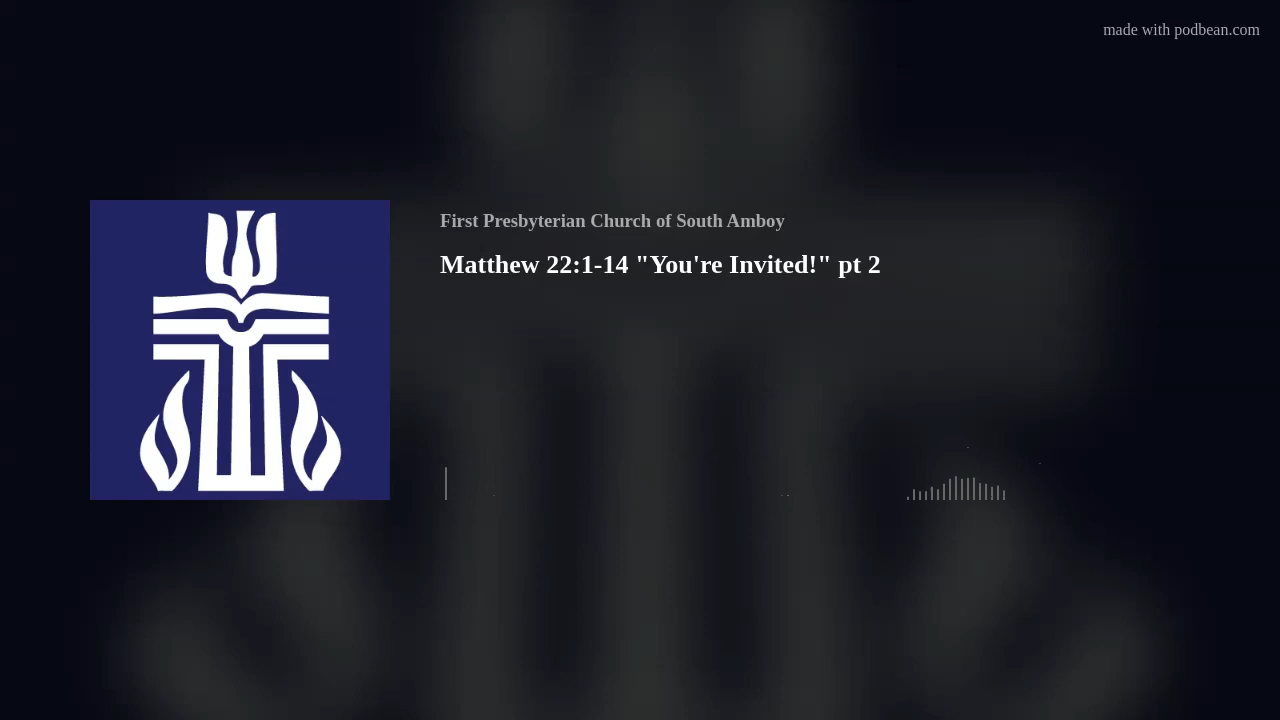 made with podbean.com
First Presbyterian Church of South Amboy
Matthew 22:1-14 "You're Invited!" pt 2